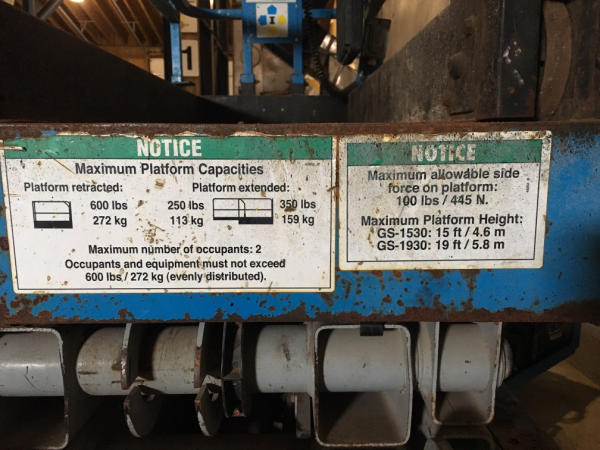 I
1
NOTICE
Maximum Platform Capacities
Platform retracted: Platform extended:
600 lbs 250 lbs 350 lbs
272 kg 113 kg 159 kg
Maximum number of occupants: 2
Occupants and equipment must not exceed
600 lbs / 272 kg (evenly distributed).
NOTICE
Maximum allowable side
force on platform:
100 lbs / 445 N.
Maximum Platform Height:
GS-1530: 15 ft / 4.6 m
GS-1930: 19 ft / 5.8 m